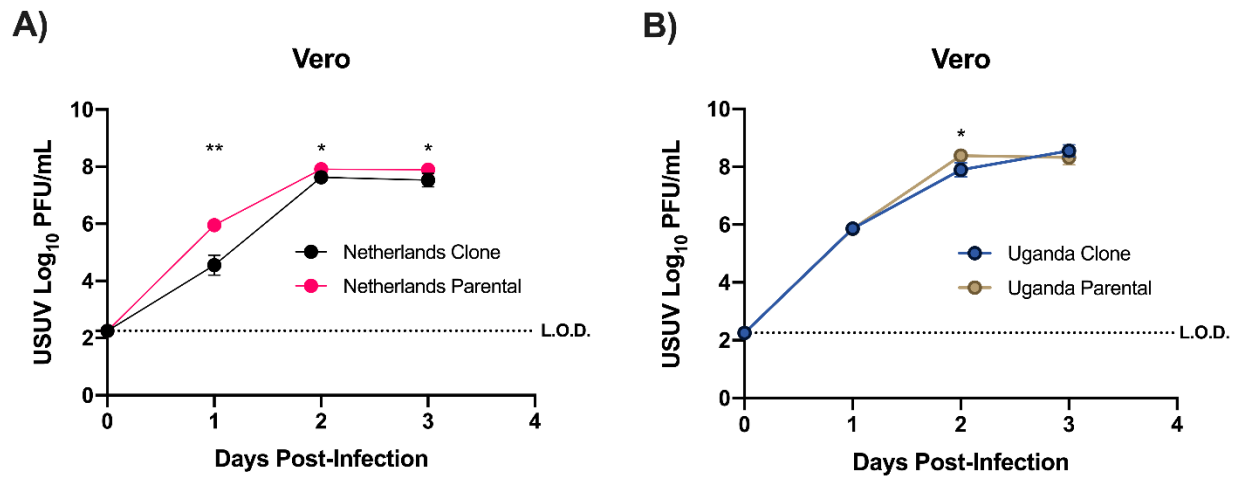 A)
Vero
USUV Log10 PFU/mL
10
8
6
4
2
0
** * *
Netherlands Clone
Netherlands Parental
L.O.D.
0 1 2 3 4
Days Post-Infection
B)
Vero
USUV Log10 PFU/mL
10
8
6
4
2
0
*
Uganda Clone
Uganda Parental
L.O.D.
0 1 2 3 4
Days Post-Infection